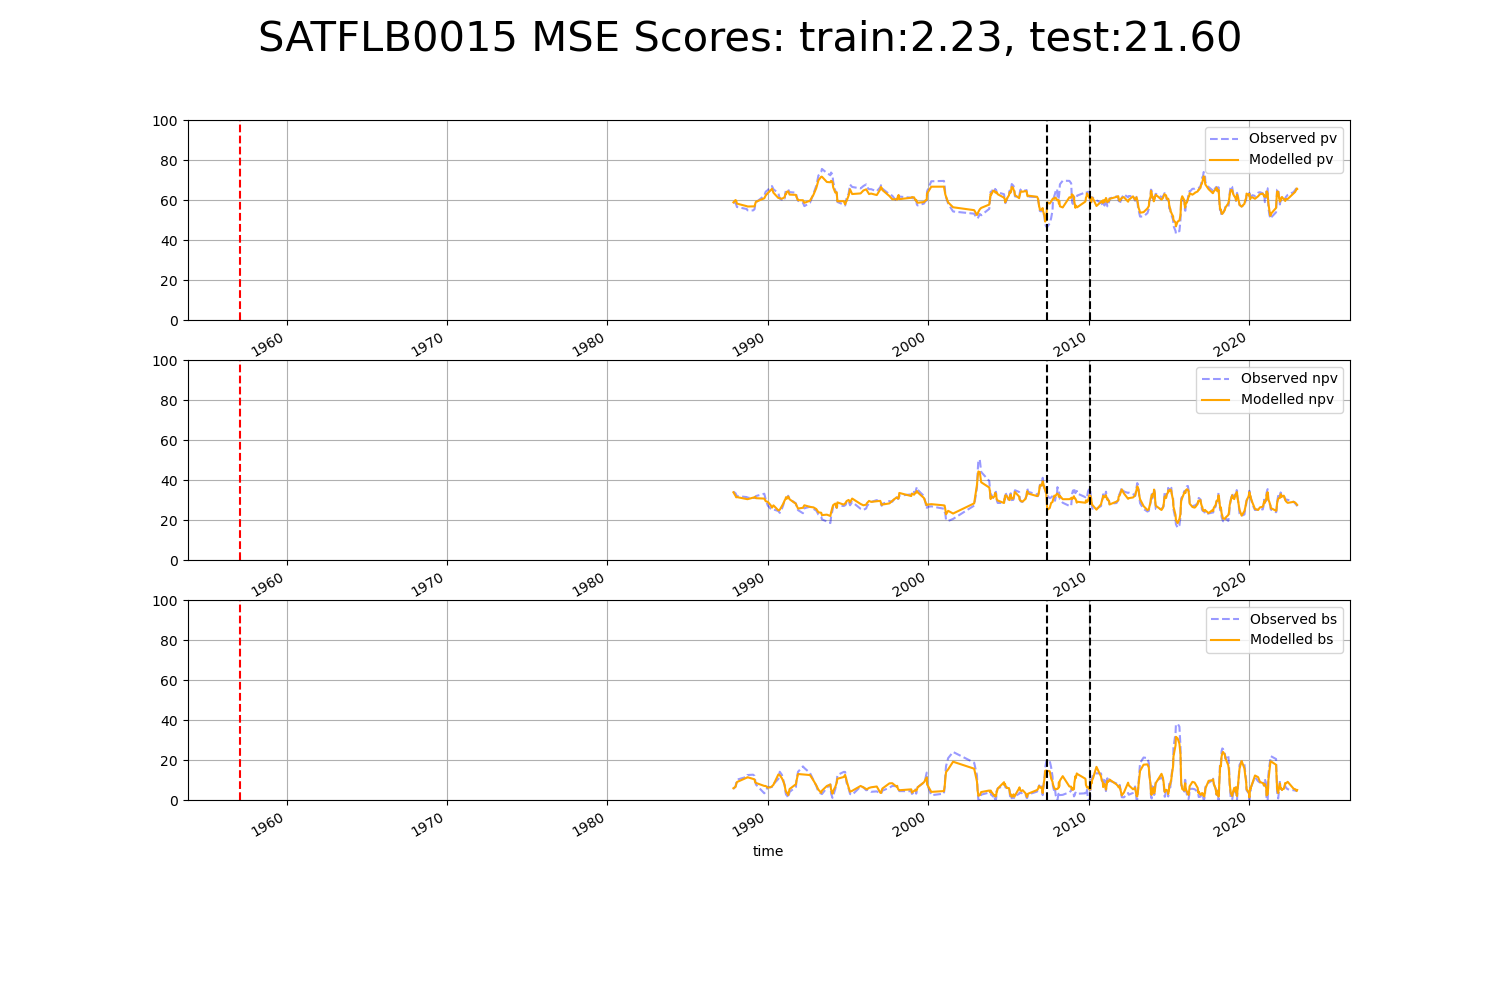 SATFLB0015 MSE Scores: train:2.23, test:21.60
100
80
60
40
20
0
Observed pv
Modelled pv
1960 1970 1980 1990 2000 2010 2020
100
80
60
40
20
0
Observed npv
Modelled npv
1960 1970 1980 1990 2000 2010 2020
100
80
60
40
20
0
Observed bs
Modelled bs
1960 1970 1980 1990 2000 2010 2020
time